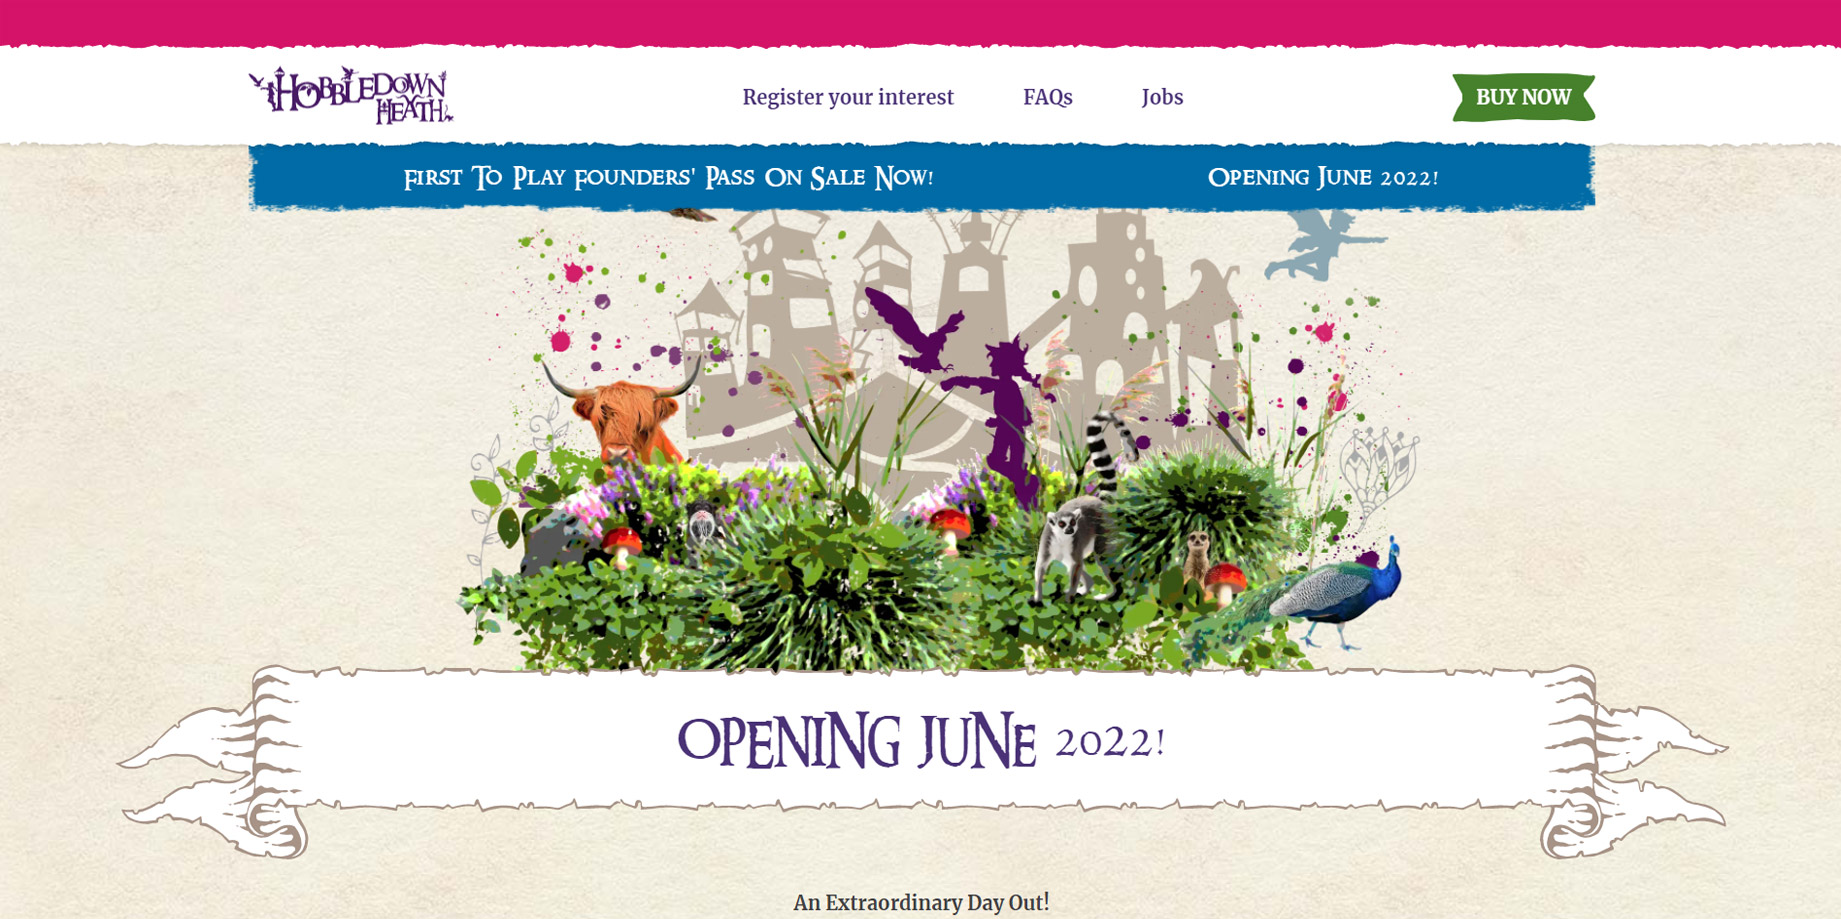 HOBBLEDOWN
HEATH
Register your interest
FAQs
Jobs
BUY NOW
First To Play Founders' Pass On Sale Now!
Opening June 2022!
OPENING JUNE 2022!
An Extraordinary Day Out!